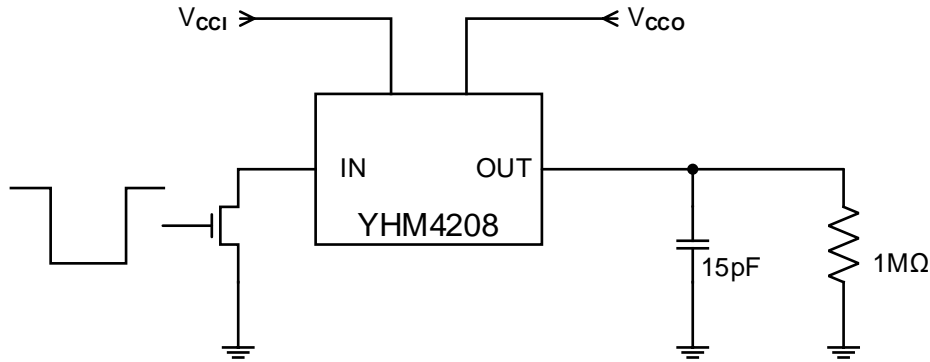 VCCI VCCO
IN OUT
YHM4208
15pF 1MΩ